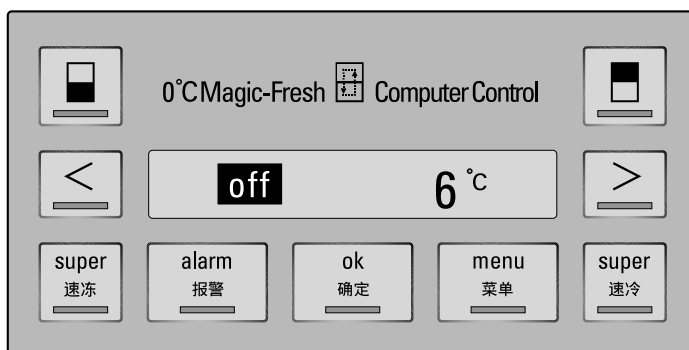 0°C Magic-Fresh Computer Control
<
off 6 °C
>
super
速冻
alarm
报警
ok
确定
menu
菜单
super
速冷